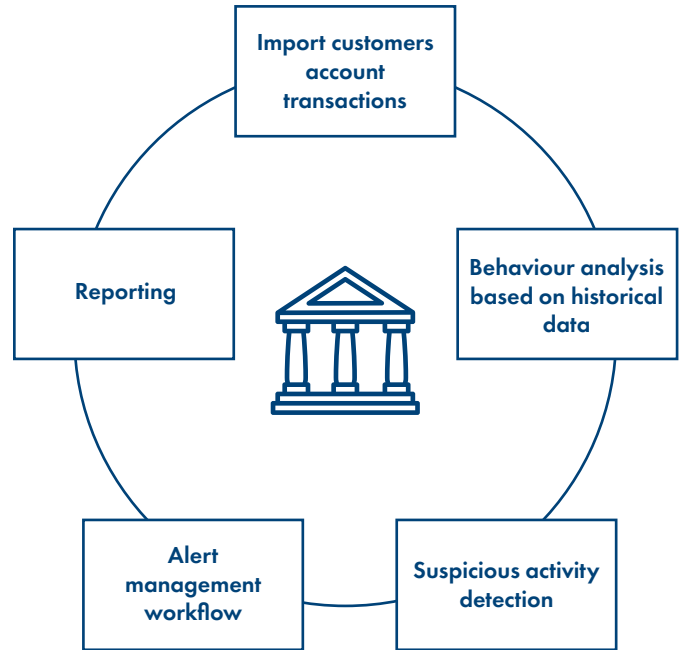 Import customers
account
transactions
Behaviour analysis
based on historical
data
Suspicious activity
detection
Alert
management
workflow
Reporting